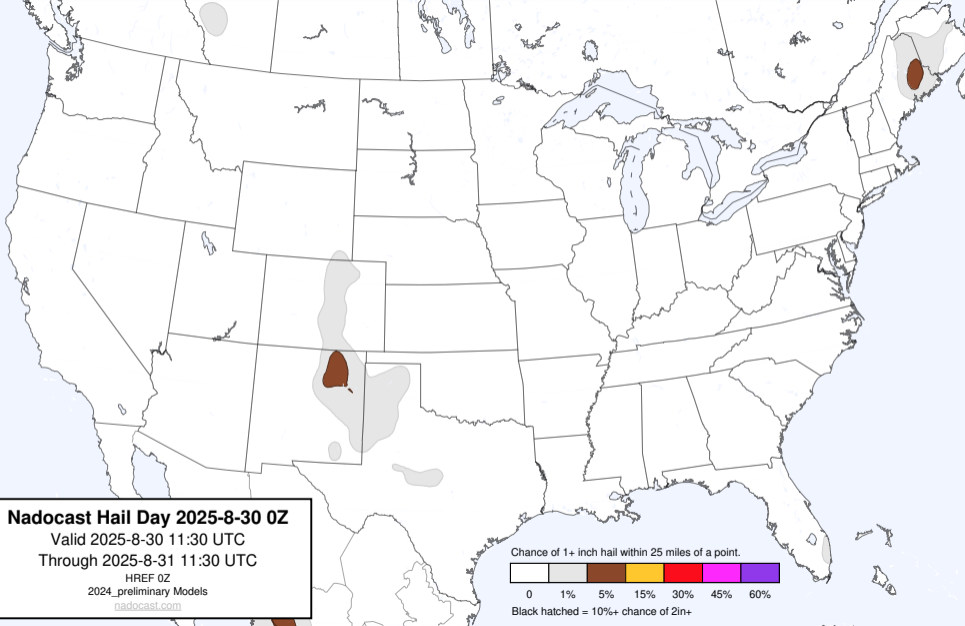 Nadocast Hail Day 2025-8-30 0Z
Valid 2025-8-30 11:30 UTC
Through 2025-8-31 11:30 UTC
HREF 0Z
2024_preliminary Models
nadocast.com
Chance of 1+ inch hail within 25 miles of a point.
0 1% 5% 15% 30% 45% 60%
Black hatched = 10%+ chance of 2in+